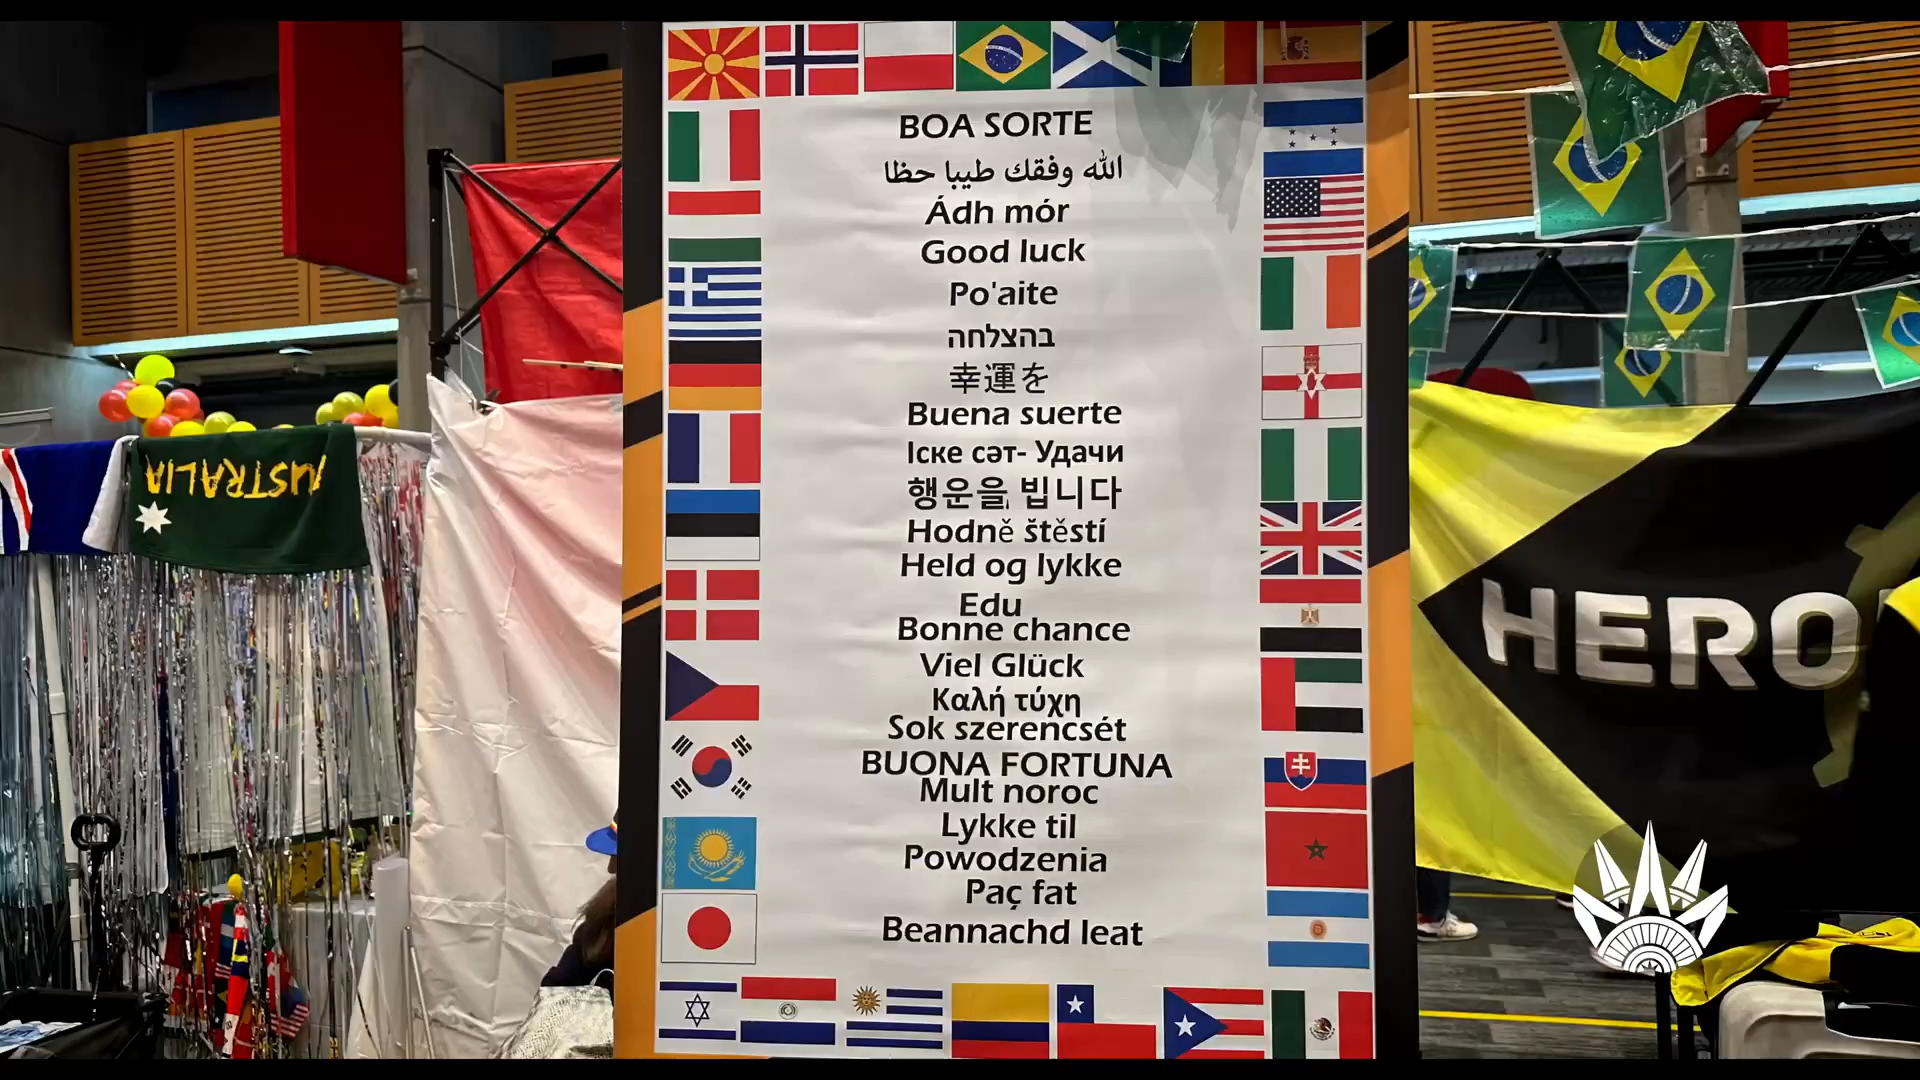 BOA SORTE
الله وفقك طيبا حظا
Ádh mór
Good luck
Po'aite
בהצלחה
幸運を
Buena suerte
Іске сәт- Удачи
행운을 빕니다
Hodně štěstí
Held og lykke
Edu
Bonne chance
Viel Glück
Καλή τύχη
Sok szerencsét
BUONA FORTUNA
Mult noroc
Lykke til
Powodzenia
Paç fat
Beannachd leat
AUSTRALIA